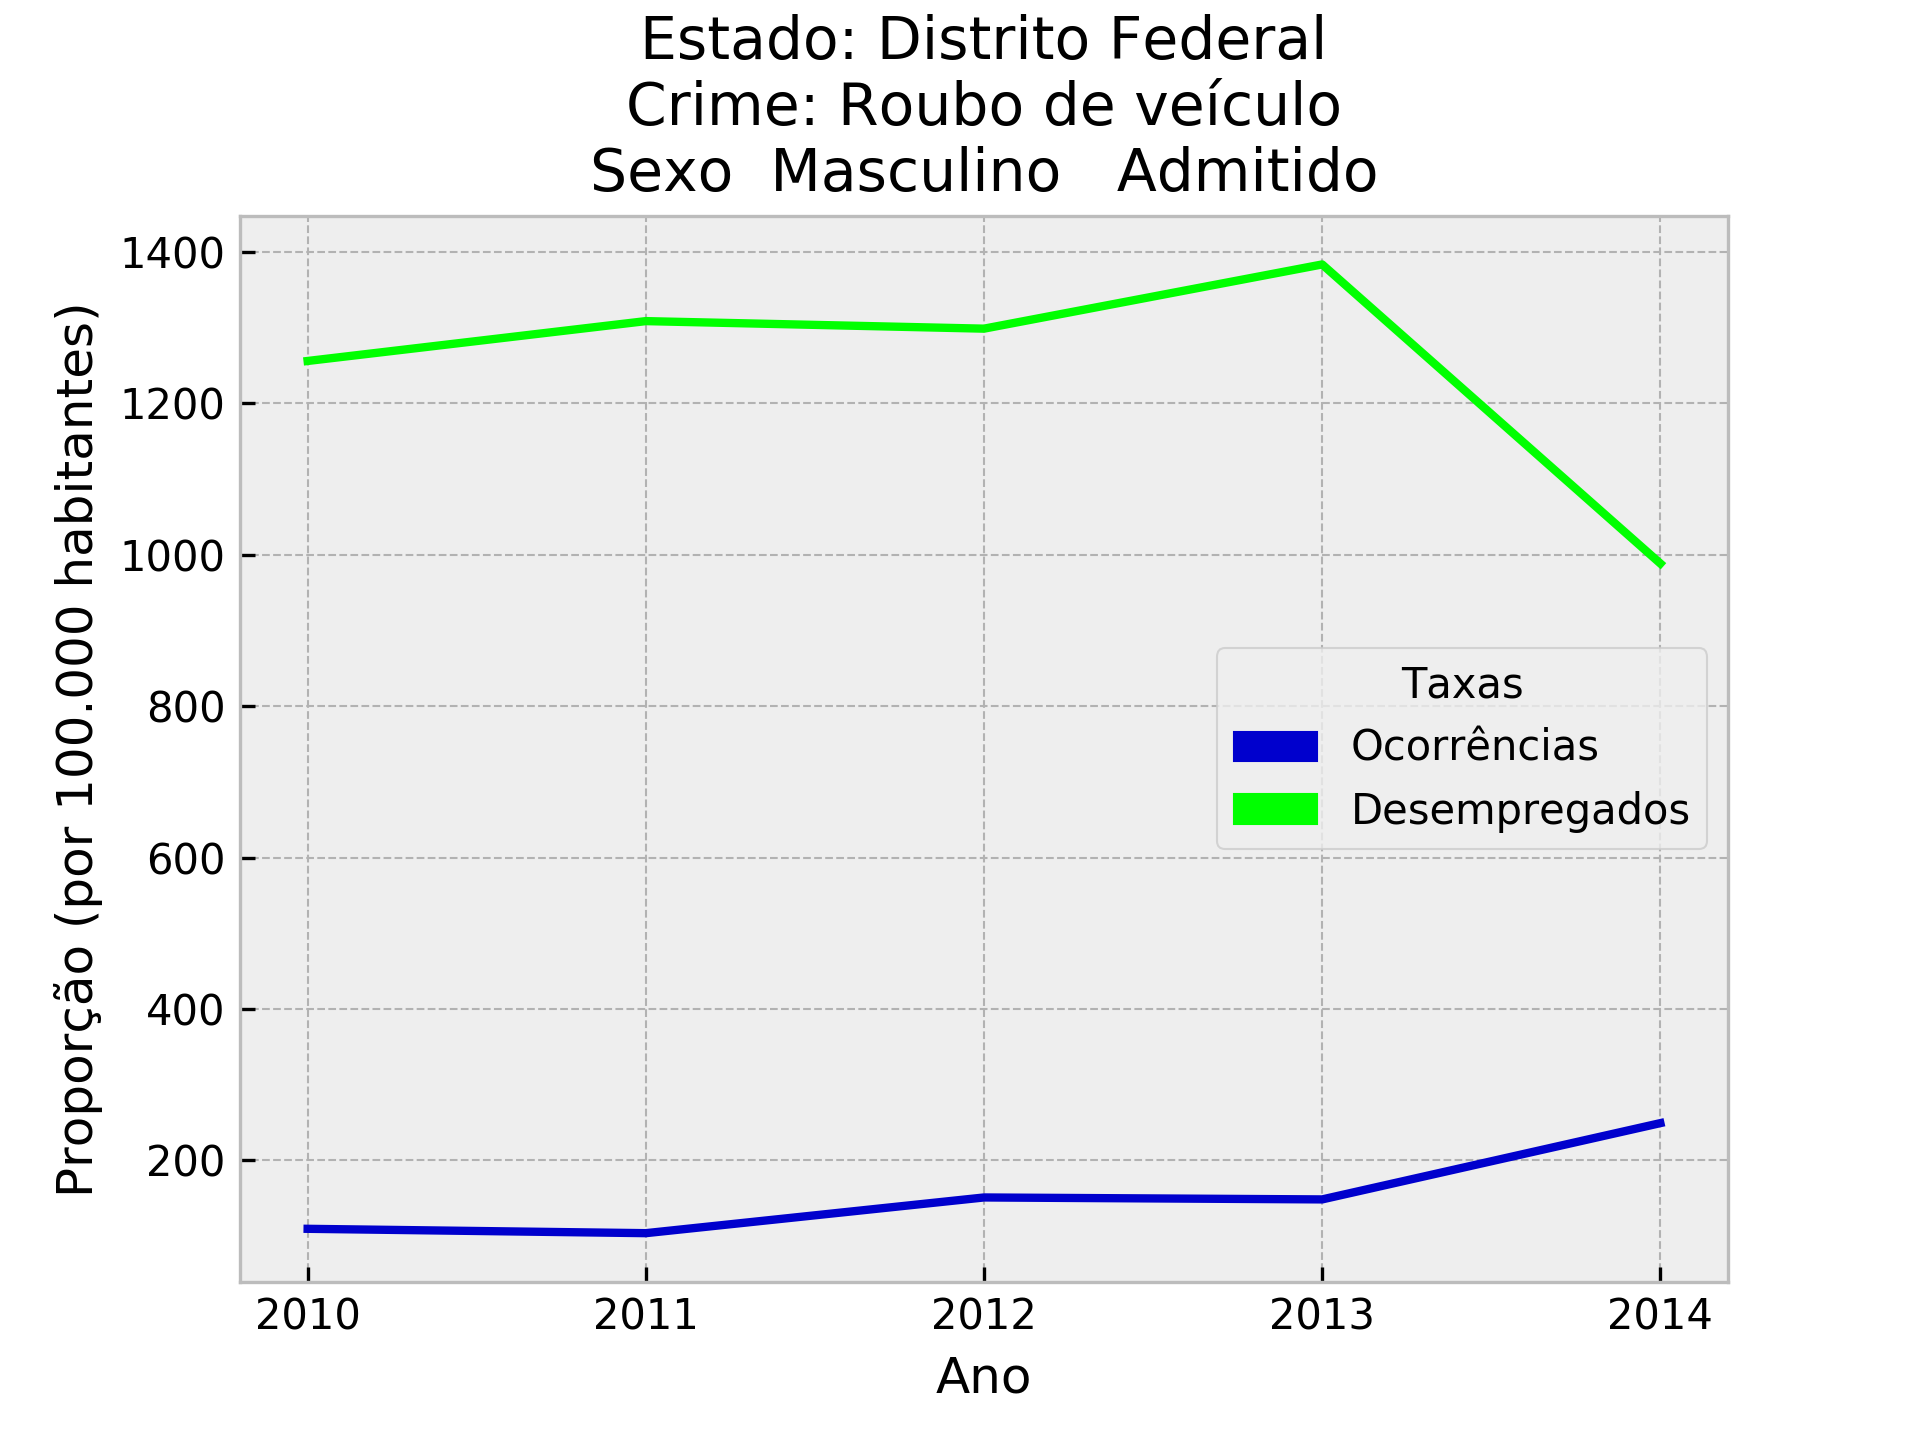 Estado: Distrito Federal
Crime: Roubo de veículo
Sexo  Masculino   Admitido
Proporção (por 100.000 habitantes)
1400
1200
1000
800
600
400
200
Taxas
Ocorrências
Desempregados
2010 2011 2012 2013 2014
Ano